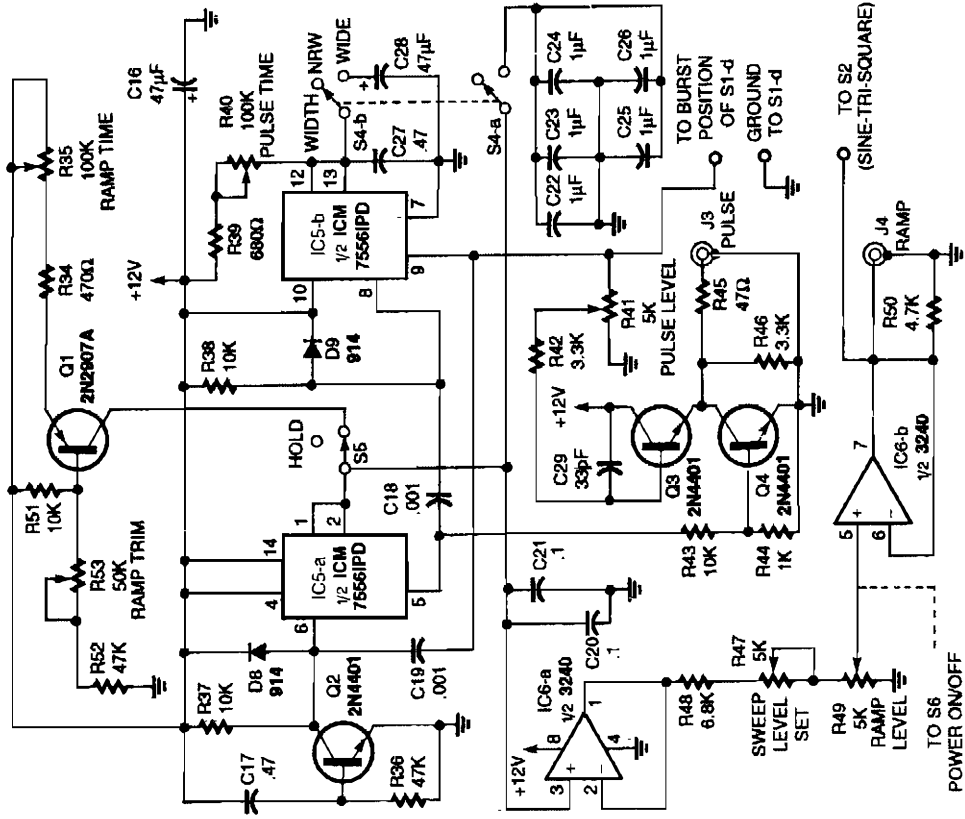 C16
47µF
+
R35
100K
RAMP TIME
R34
470Ω
+12V
Q1
2N2907A
R51
10K
R53
50K
RAMP TRIM
R52
47K
R40
100K
PULSE TIME
R39
680Ω
WIDTH
NRW
WIDE
S4-b
+
C28
47µF
C27
.47
12
13
7
IC5-b
1/2 ICM
7556IPD
10
8
9
R38
10K
D9
914
HOLD
S5
1
2
14
4
6
5
IC5-a
1/2 ICM
7556IPD
C18
.001
D8
914
C19
.001
R37
10K
Q2
2N4401
C17
.47
R36
47K
S4-a
C24
1µF
C23
1µF
C22
1µF
C26
1µF
C25
1µF
TO BURST
POSITION
OF S1-d
GROUND
TO S1-d
R41
5K
PULSE LEVEL
R42
3.3K
+12V
C29
33pF
Q3
2N4401
Q4
2N4401
R45
47Ω
J3
PULSE
R46
3.3K
R43
10K
R44
1K
C21
.1
C20
.1
IC6-a
1/2 3240
+12V
8
3
+
2
−
1
4
R48
6.8K
R47
5K
SWEEP
LEVEL
SET
R49
5K
RAMP
LEVEL
TO S6
POWER ON/OFF
5
+
6
−
7
IC6-b
1/2 3240
R50
4.7K
J4
RAMP
TO S2
(SINE-TRI-SQUARE)